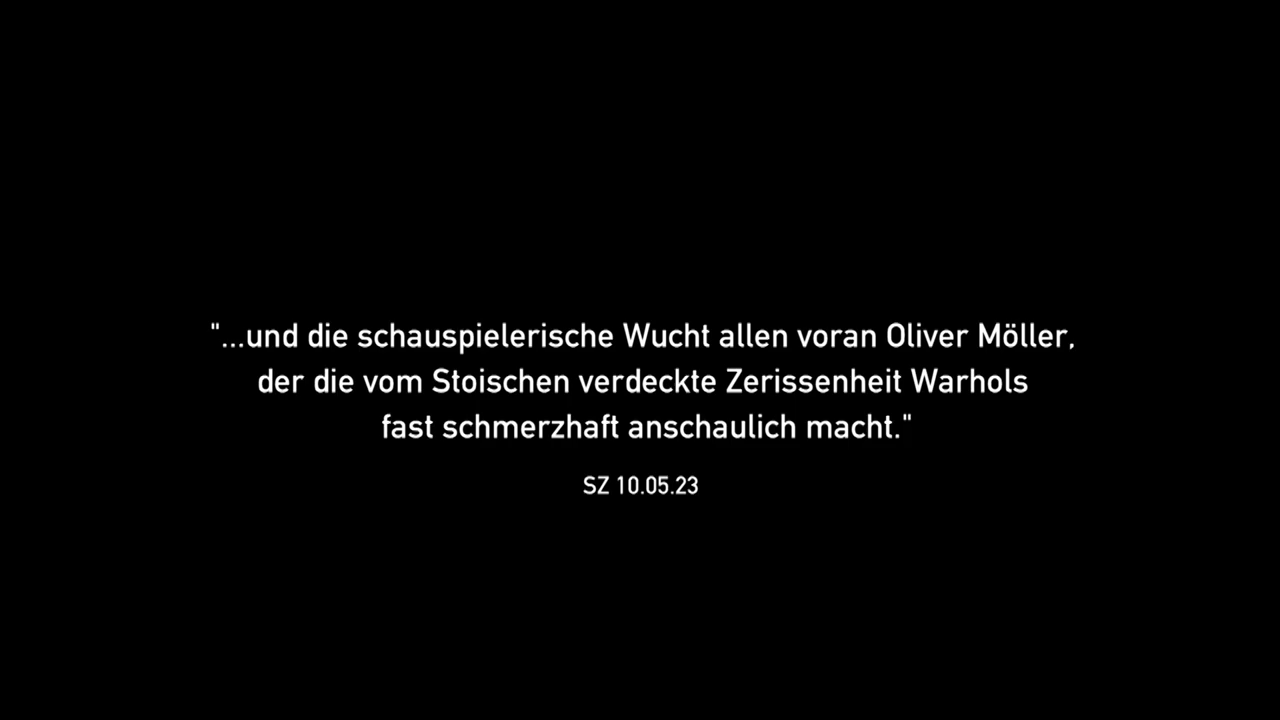 "...und die schauspielerische Wucht allen voran Oliver Möller,
der die vom Stoischen verdeckte Zerissenheit Warhols
fast schmerzhaft anschaulich macht."
SZ 10.05.23